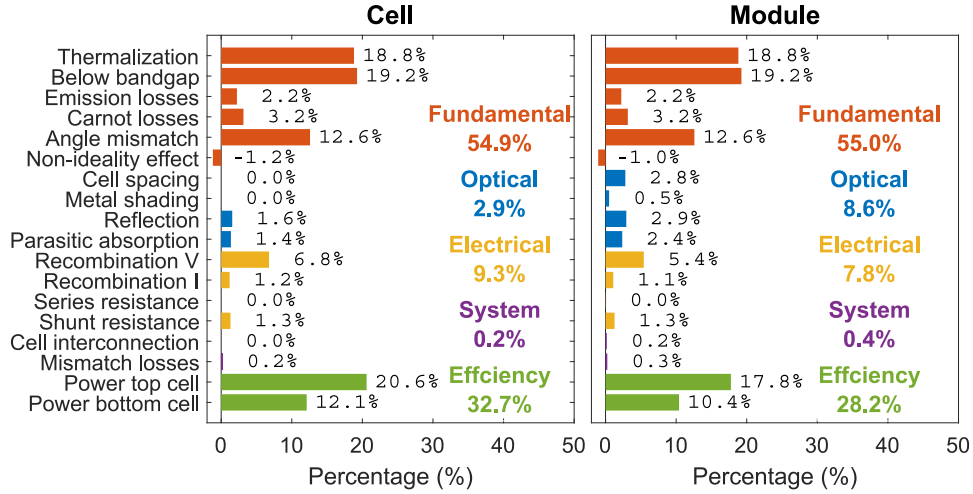 Cell
Module
Thermalization 18.8% 18.8%
Below bandgap 19.2% 19.2%
Emission losses 2.2% 2.2%
Carnot losses 3.2% Fundamental 3.2% Fundamental
Angle mismatch 12.6% 54.9% 12.6% 55.0%
Non-ideality effect -1.2% -1.0%
Cell spacing 0.0% Optical 2.8% Optical
Metal shading 0.0% 2.9% 0.5% 8.6%
Reflection 1.6% 2.9%
Parasitic absorption 1.4% Electrical 2.4% Electrical
Recombination V 6.8% 9.3% 5.4% 7.8%
Recombination I 1.2% 1.1%
Series resistance 0.0% System 0.0% System
Shunt resistance 1.3% 0.2% 1.3% 0.4%
Cell interconnection 0.0% 0.2%
Mismatch losses 0.2% 0.3%
Power top cell 20.6% Effciency 17.8% Effciency
Power bottom cell 12.1% 32.7% 10.4% 28.2%
0 10 20 30 40 50 0 10 20 30 40 50
Percentage (%) Percentage (%)